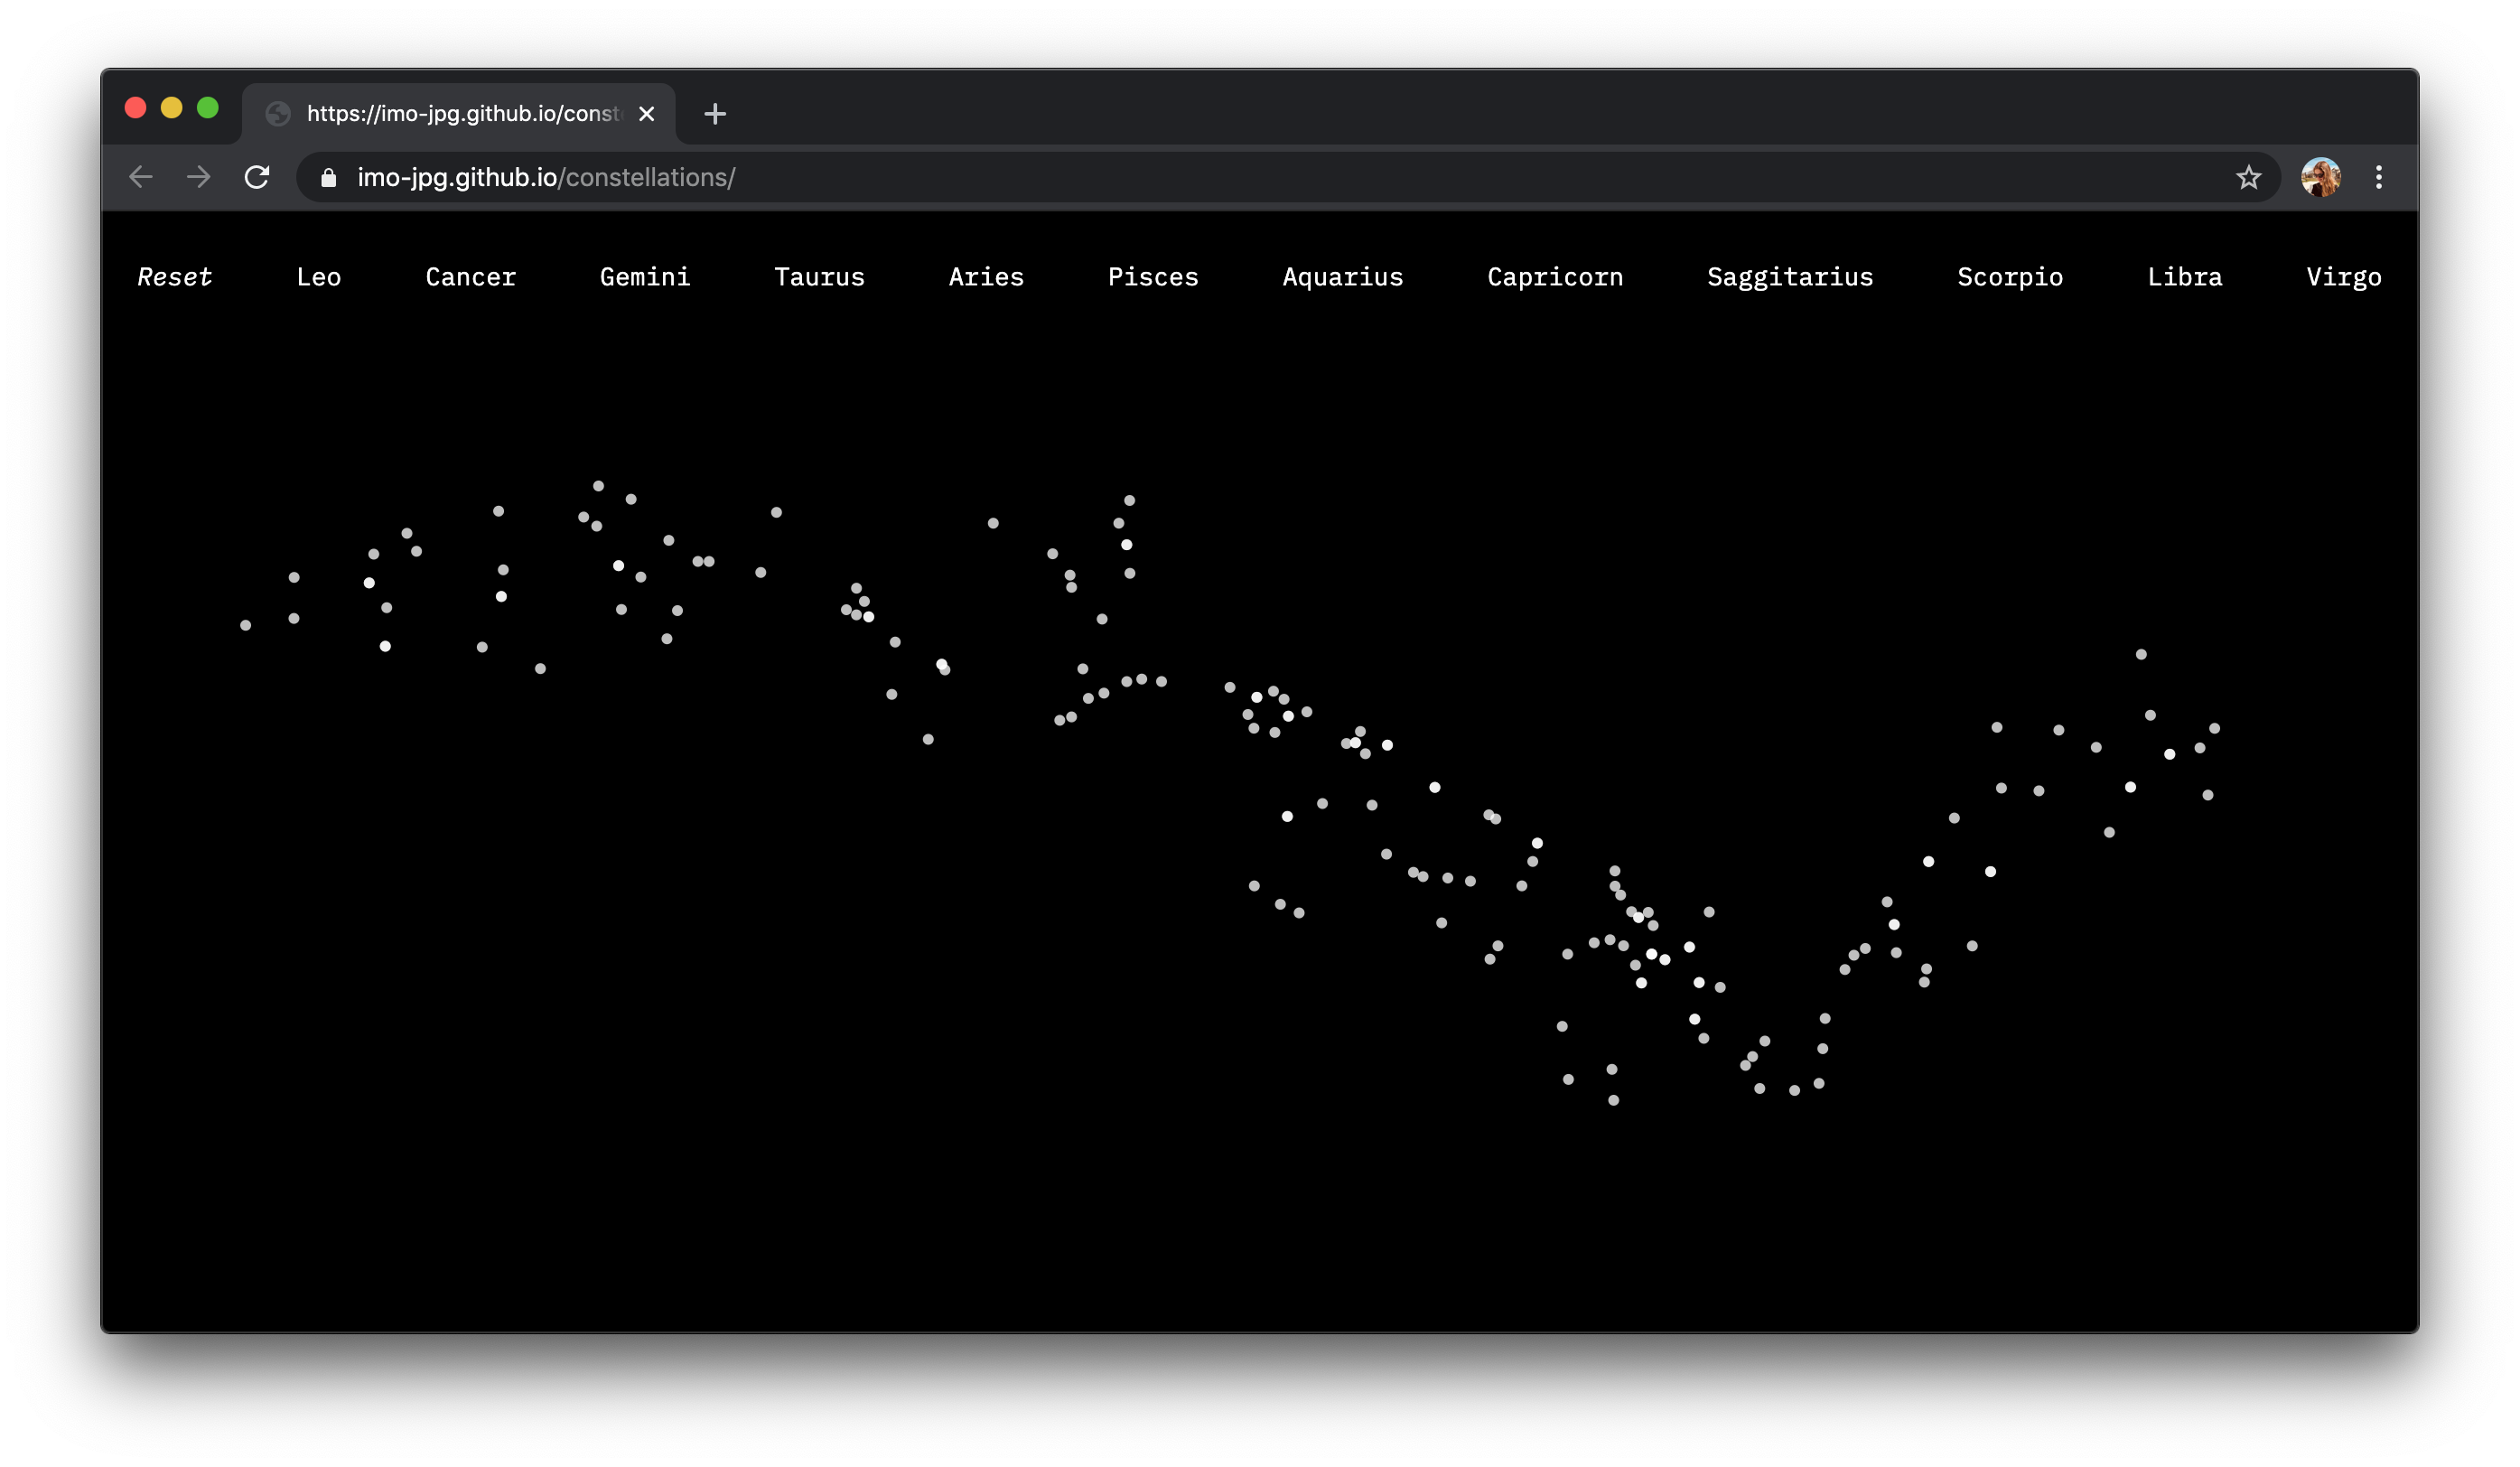 https://imo-jpg.github.io/const
imo-jpg.github.io/constellations/
Reset Leo Cancer Gemini Taurus Aries Pisces Aquarius Capricorn Saggitarius Scorpio Libra Virgo